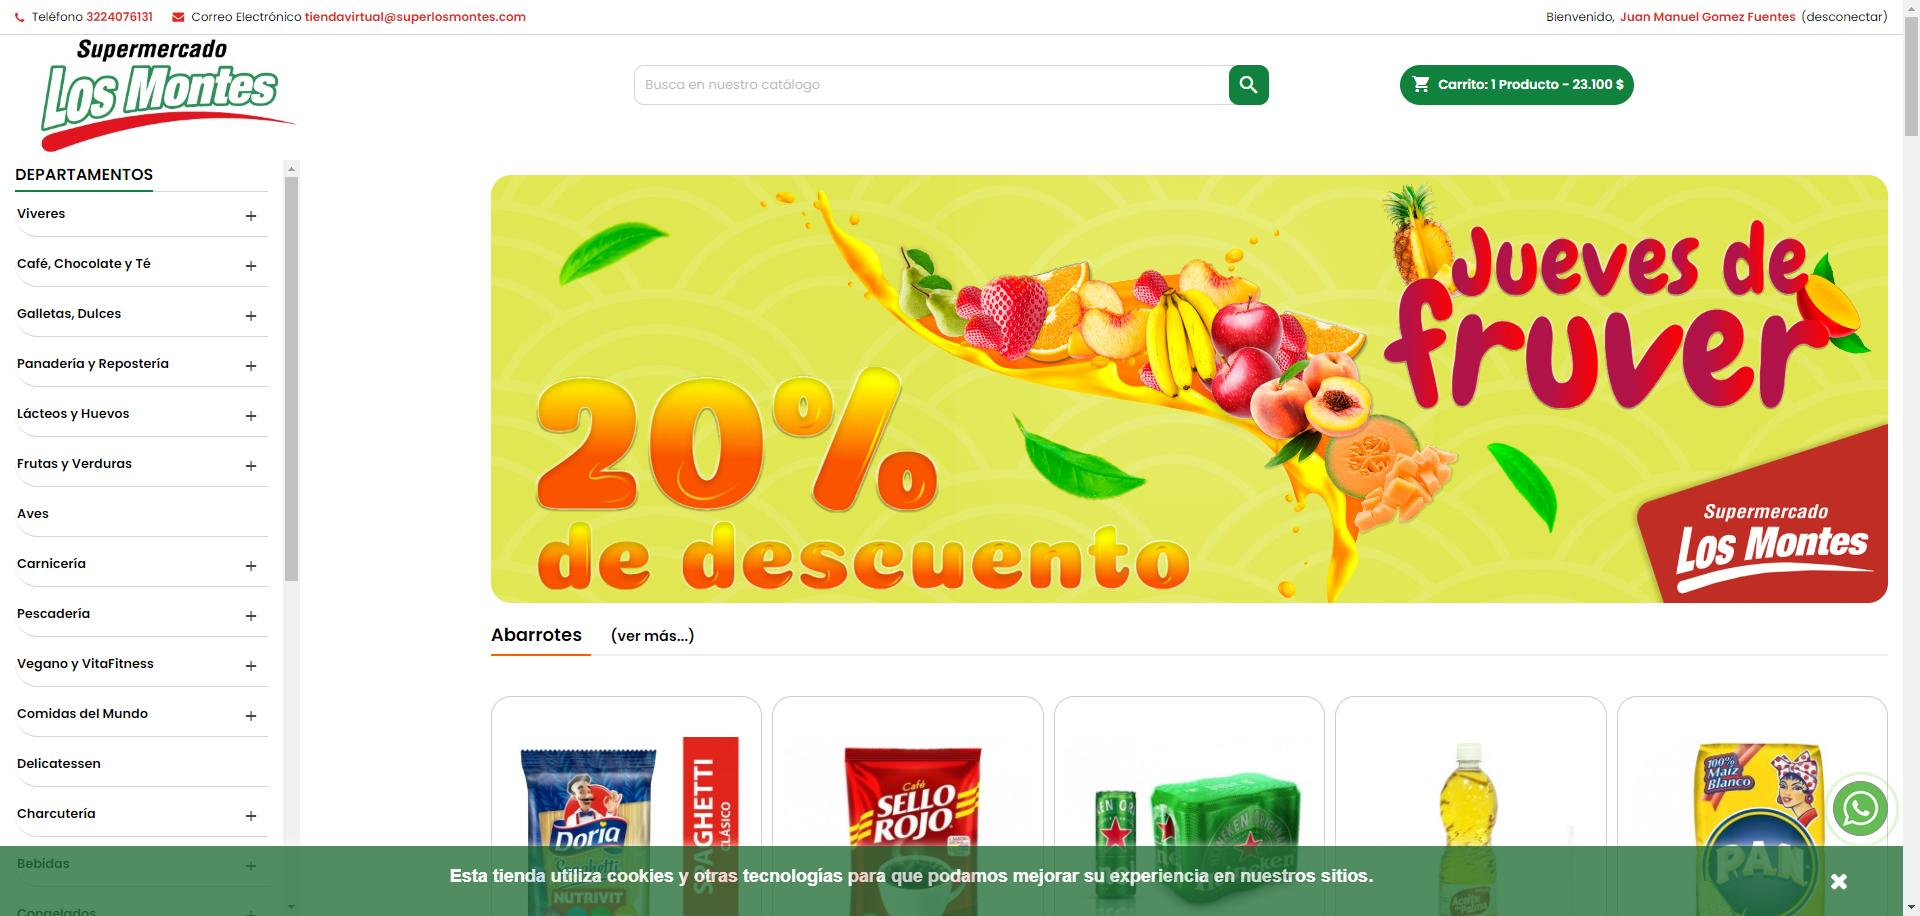 Teléfono 3224076131
Correo Electrónico tiendavirtual@superlosmontes.com
Bienvenido, Juan Manuel Gomez Fuentes (desconectar)
Supermercado
Los Montes
Busca en nuestro catálogo
Carrito: 1 Producto - 23.100 $
DEPARTAMENTOS
Viveres
Café, Chocolate y Té
Galletas, Dulces
Panadería y Repostería
Lácteos y Huevos
Frutas y Verduras
Aves
Carnicería
Pescadería
Vegano y VitaFitness
Comidas del Mundo
Delicatessen
Charcutería
Bebidas
Congelados
Jueves de
fruver
20%
de descuento
Supermercado
Los Montes
Abarrotes
(ver más...)
Doria
Spaghetti
NUTRIVIT
SPAGHETTI
CLÁSICO
Café
SELLO
ROJO
Heineken
100%
Maíz
Blanco
PAN
Esta tienda utiliza cookies y otras tecnologías para que podamos mejorar su experiencia en nuestros sitios.